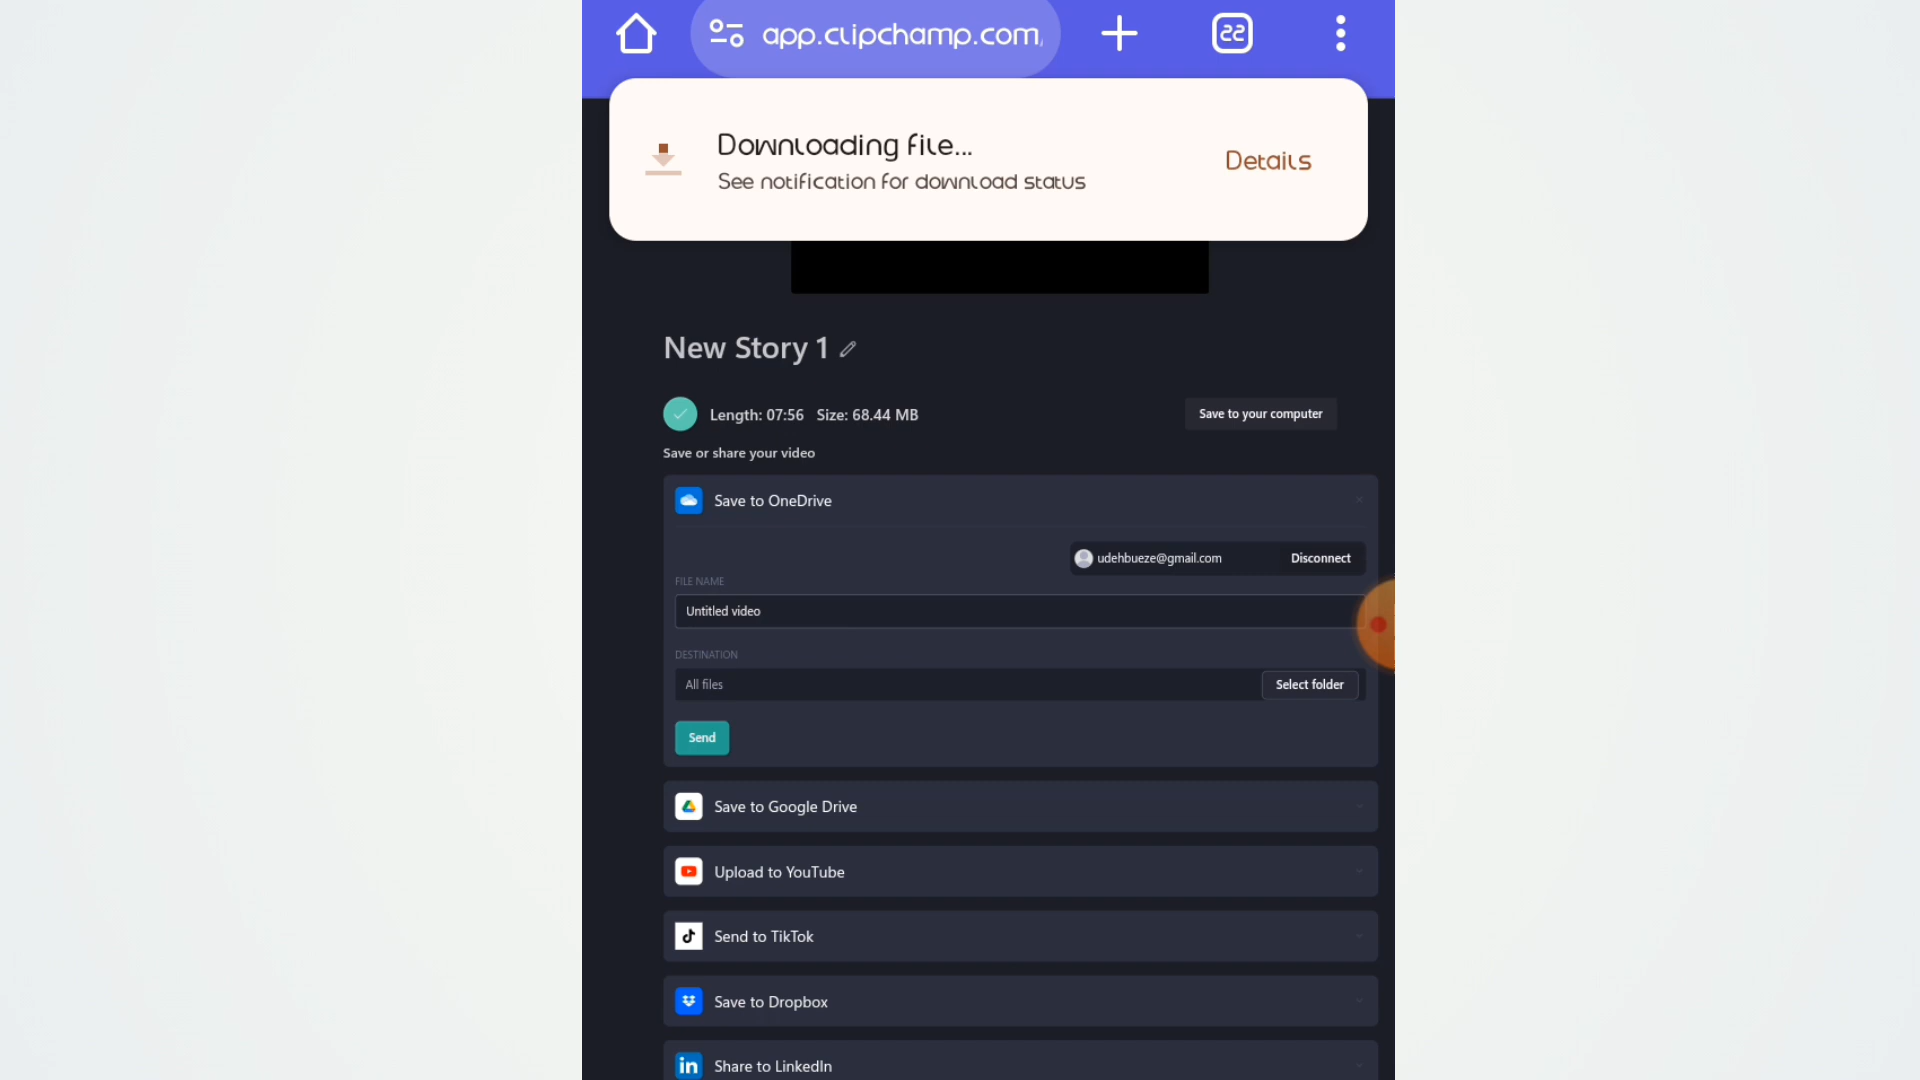 app.clipchamp.com
22
Downloading file...
See notification for download status
Details
New Story 1
Length: 07:56 Size: 68.44 MB
Save to your computer
Save or share your video
Save to OneDrive
udehbueze@gmail.com
Disconnect
FILE NAME
Untitled video
DESTINATION
All files
Select folder
Send
Save to Google Drive
Upload to YouTube
Send to TikTok
Save to Dropbox
in
Share to LinkedIn